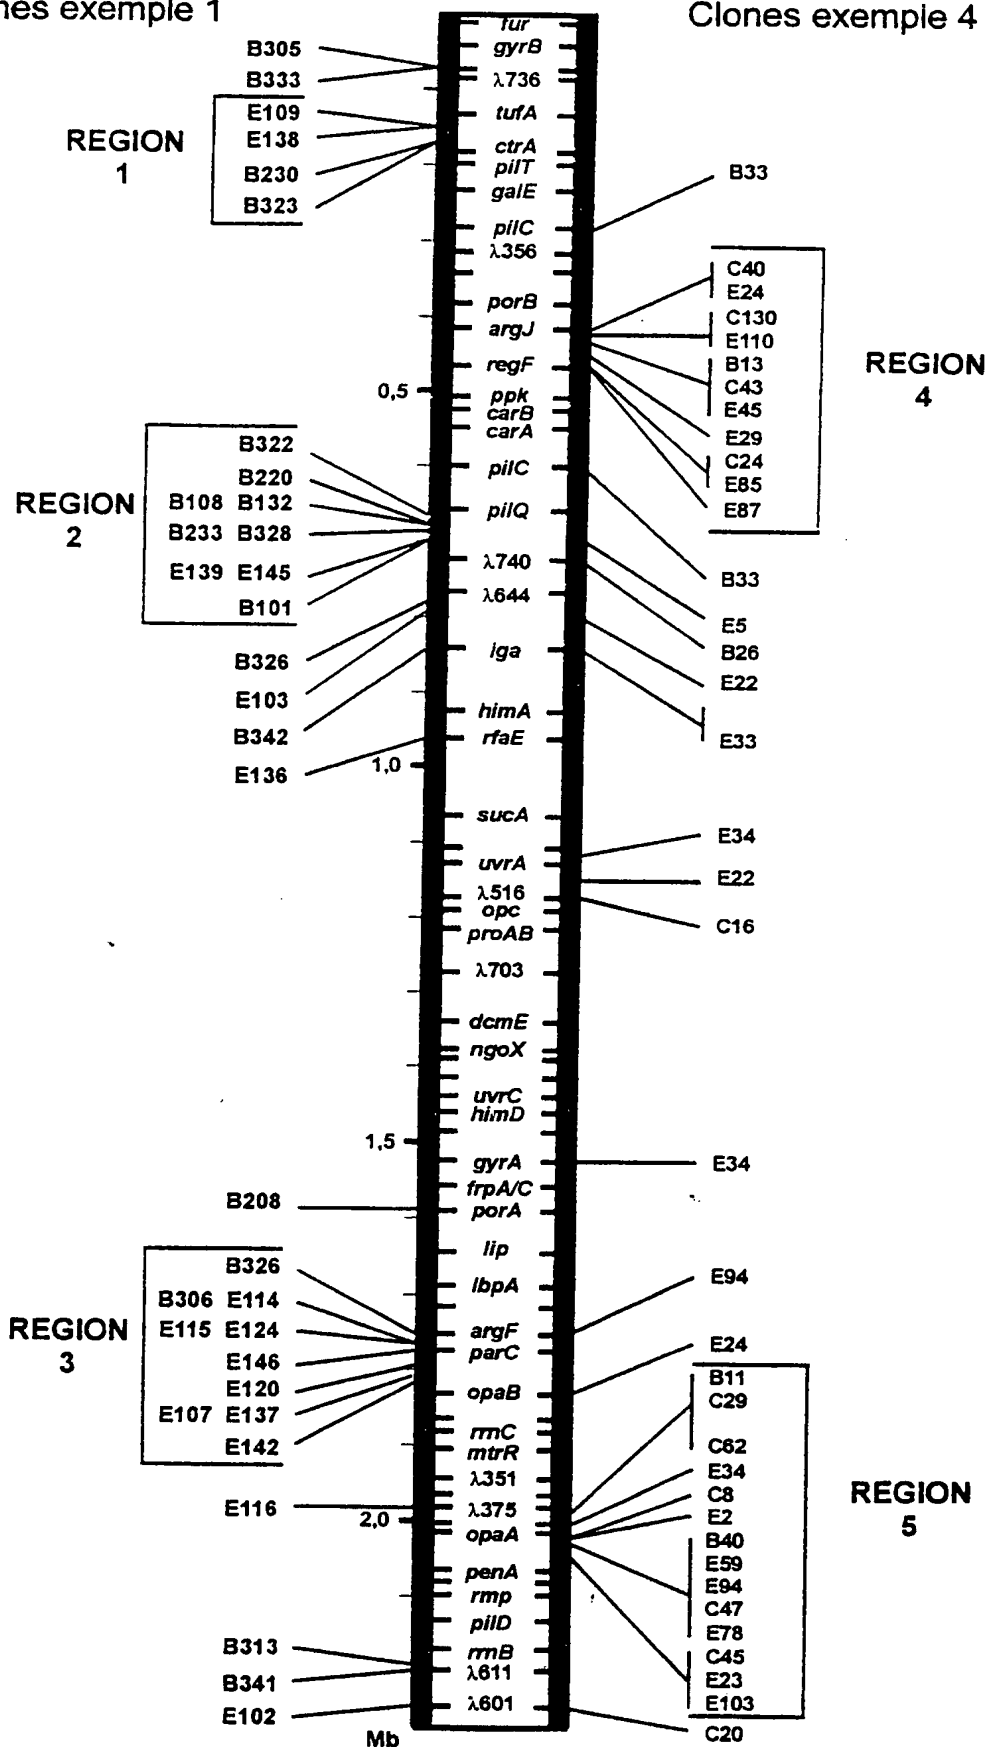 nes exemple 1
Clones exemple 4
B305
B333
REGION
1
E109
E138
B230
B323
REGION
2
B322
B220
B108 B132
B233 B328
E139 E145
B101
B326
E103
B342
E136
B208
REGION
3
B326
B306 E114
E115 E124
E146
E120
E107 E137
E142
E116
B313
B341
E102
0,5
1,0
1,5
2,0
Mb
fur
gyrB
λ736
tufA
ctrA
pilT
galE
pilC
λ356
porB
argJ
regF
ppk
carB
carA
pilC
pilQ
λ740
λ644
iga
himA
rfaE
sucA
uvrA
λ516
opc
proAB
λ703
dcmE
ngoX
uvrC
himD
gyrA
frpA/C
porA
lip
lbpA
argF
parC
opaB
rrnC
mtrR
λ351
λ375
opaA
penA
rmp
pilD
rrnB
λ611
λ601
B33
C40
E24
C130
E110
B13
C43
E45
E29
C24
E85
E87
REGION
4
B33
E5
B26
E22
E33
E34
E22
C16
E34
E94
E24
B11
C29
C62
E34
C8
E2
B40
E59
E94
C47
E78
C45
E23
E103
REGION
5
C20